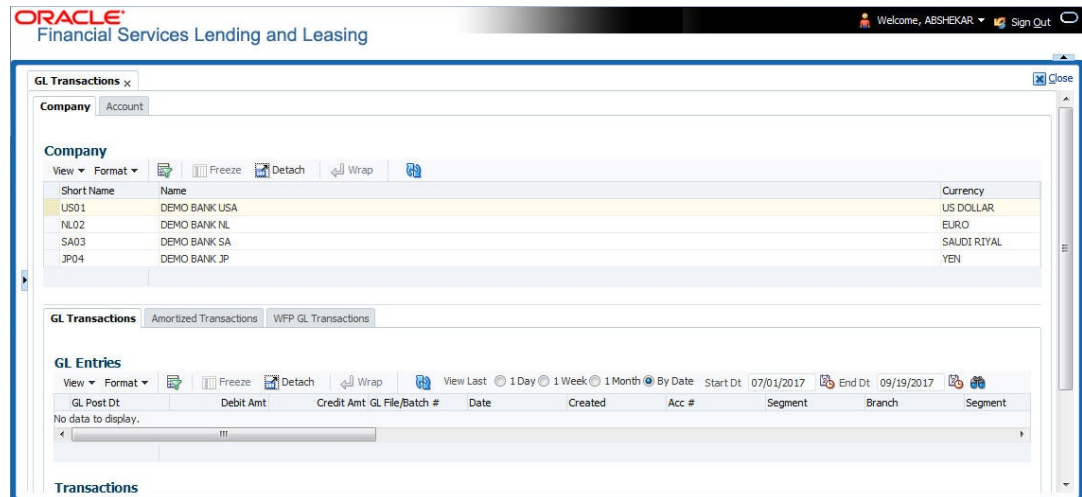 ORACLE
Financial Services Lending and Leasing
Welcome, ABSHEKAR Sign Out
GL Transactions x Close
Company Account
Company
View Format Freeze Detach Wrap
Short Name Name Currency
US01 DEMO BANK USA US DOLLAR
NL02 DEMO BANK NL EURO
SA03 DEMO BANK SA SAUDI RIYAL
JP04 DEMO BANK JP YEN
GL Transactions Amortized Transactions WFP GL Transactions
GL Entries
View Format Freeze Detach Wrap View Last 1 Day 1 Week 1 Month By Date Start Dt 07/01/2017 End Dt 09/19/2017
GL Post Dt Debit Amt Credit Amt GL File/Batch # Date Created Acc # Segment Branch Segment
No data to display.
Transactions